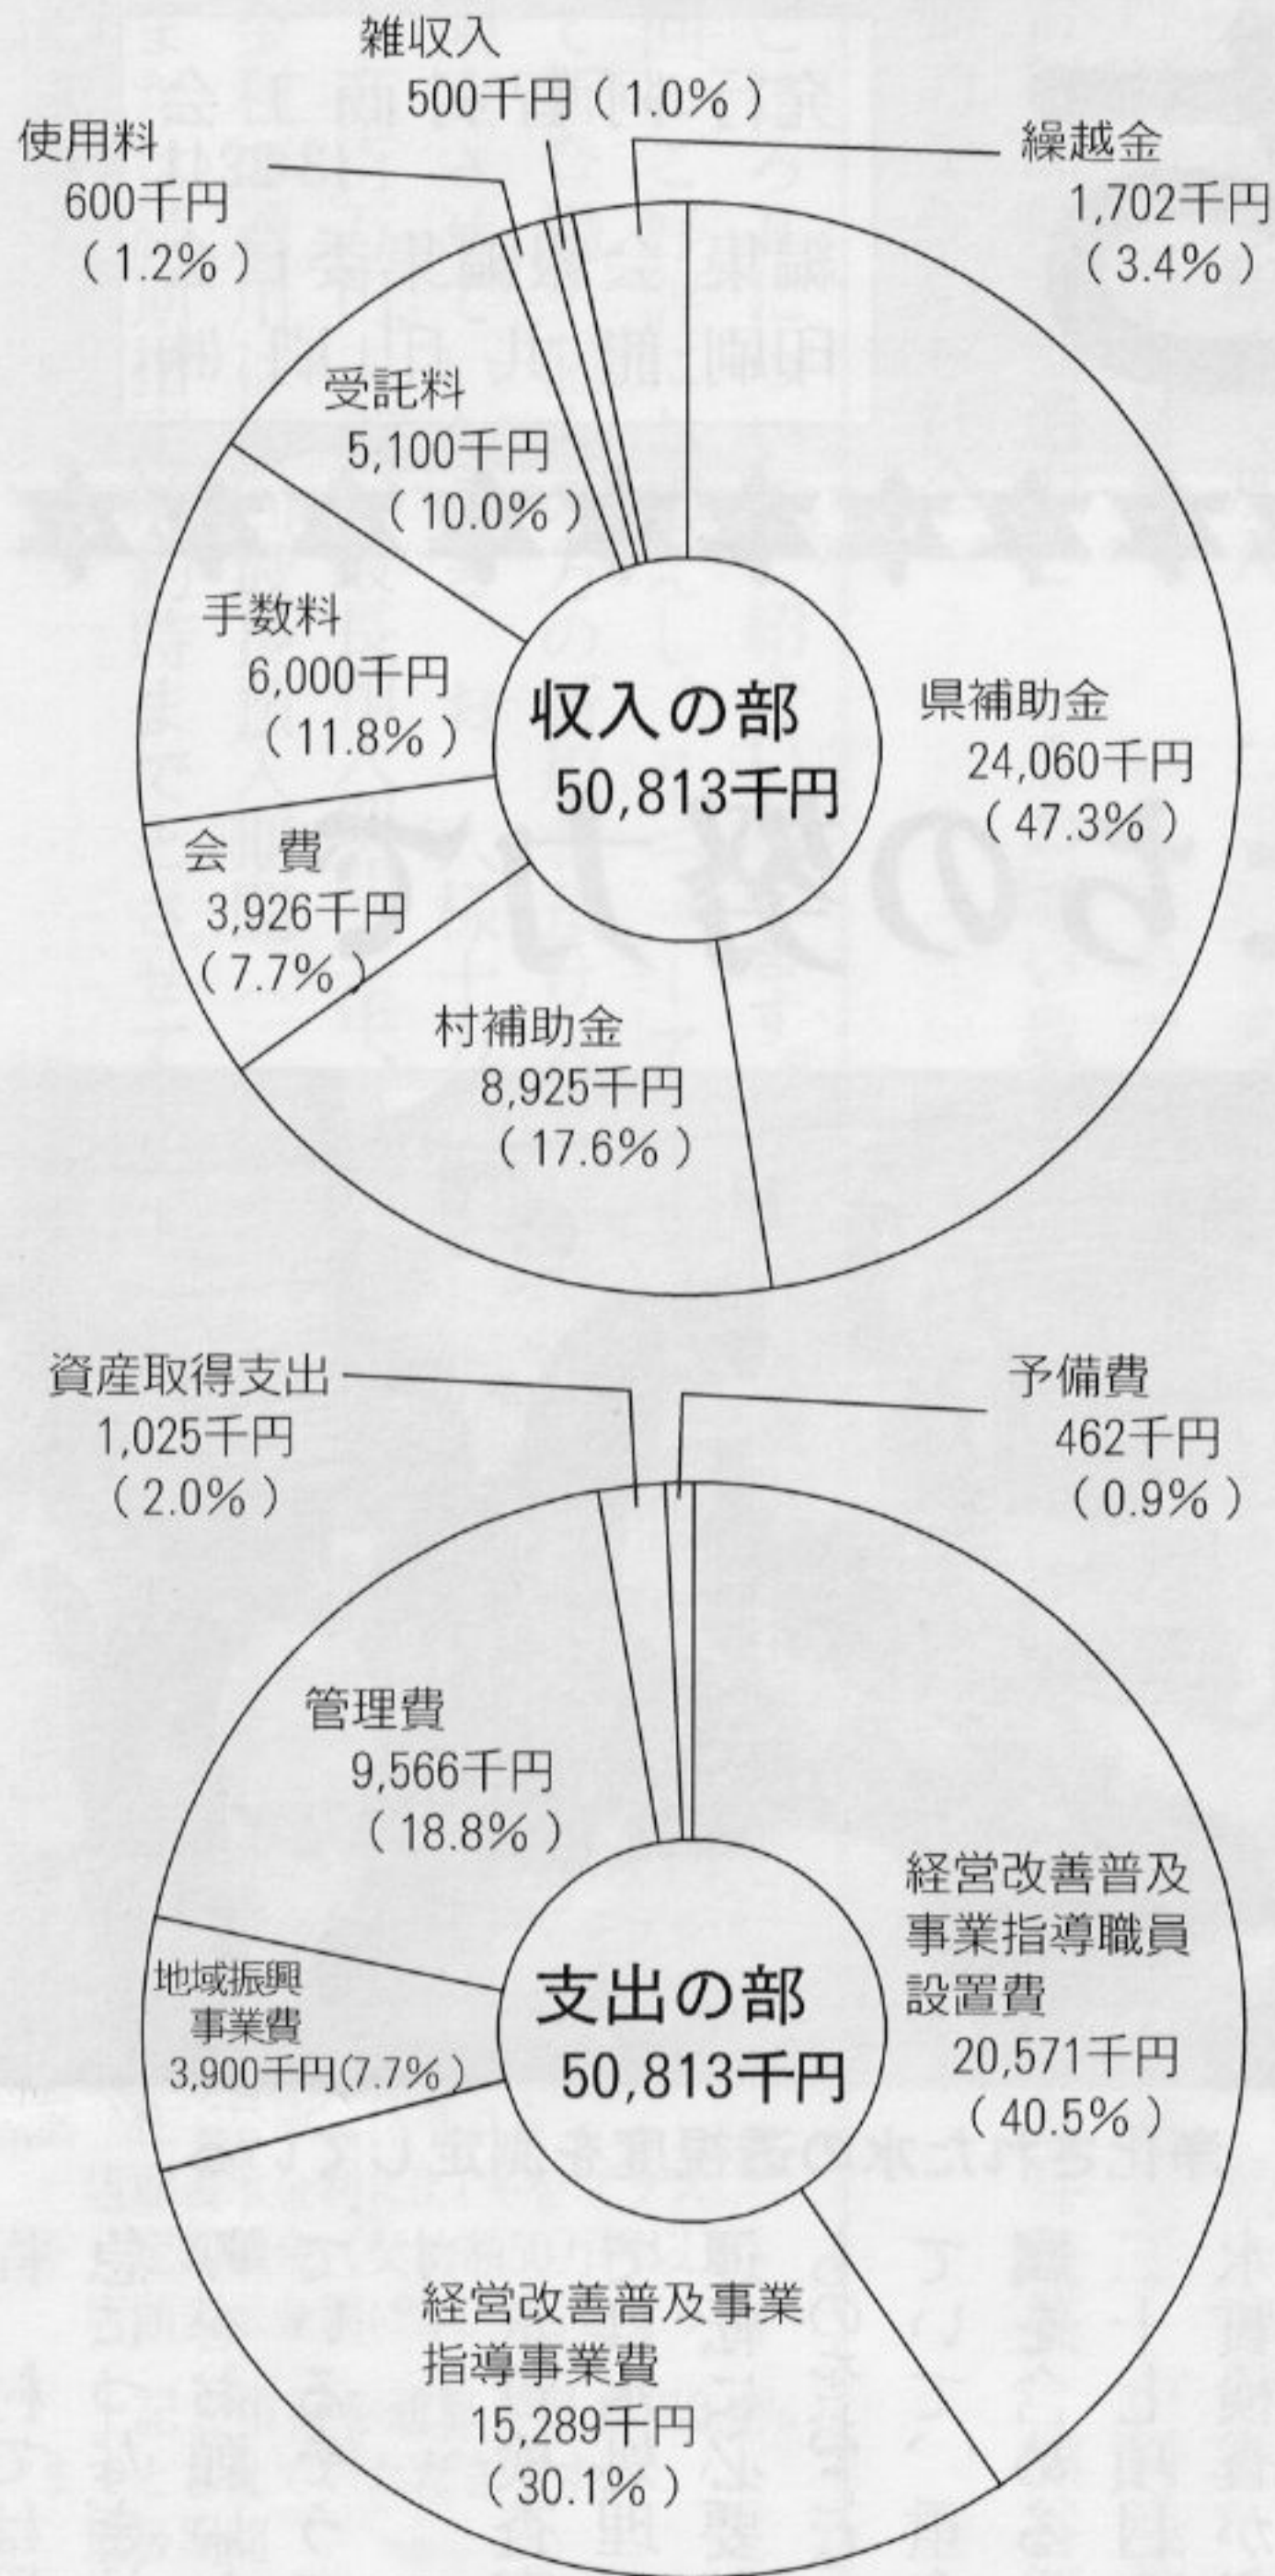 雑収入
500千円（1.0%）
使用料
600千円
（1.2%）
繰越金
1,702千円
（3.4%）
受託料
5,100千円
（10.0%）
手数料
6,000千円
（11.8%）
収入の部
50,813千円
県補助金
24,060千円
（47.3%）
会　費
3,926千円
（7.7%）
村補助金
8,925千円
（17.6%）
資産取得支出
1,025千円
（2.0%）
予備費
462千円
（0.9%）
管理費
9,566千円
（18.8%）
経営改善普及
事業指導職員
設置費
20,571千円
（40.5%）
地域振興
事業費
3,900千円(7.7%）
支出の部
50,813千円
経営改善普及事業
指導事業費
15,289千円
（30.1%）